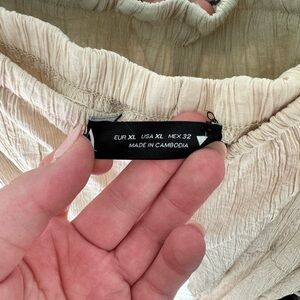 EUR XL USA XL MEX 32
MADE IN CAMBODIA